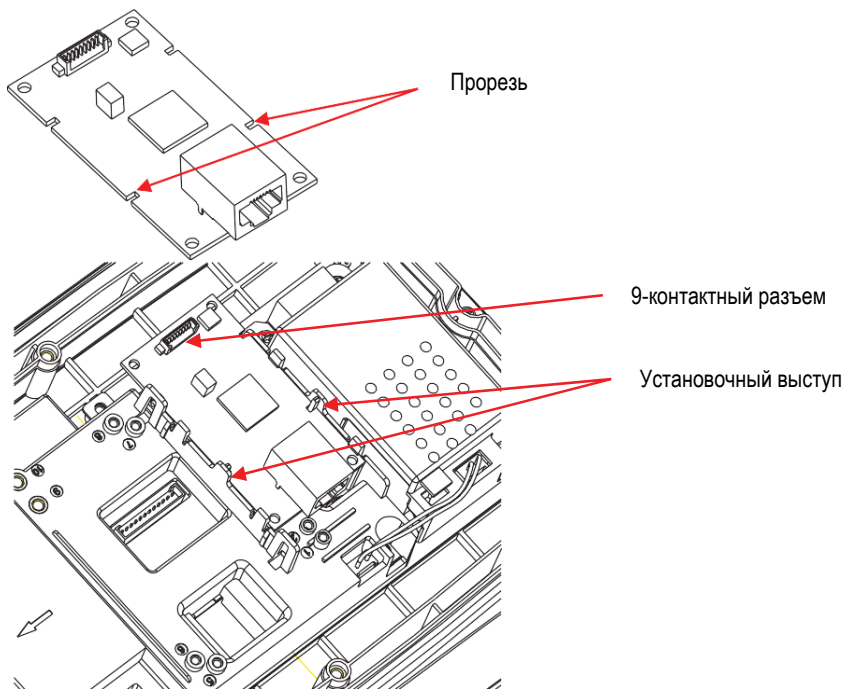 Прорезь
9-контактный разъем
Установочный выступ